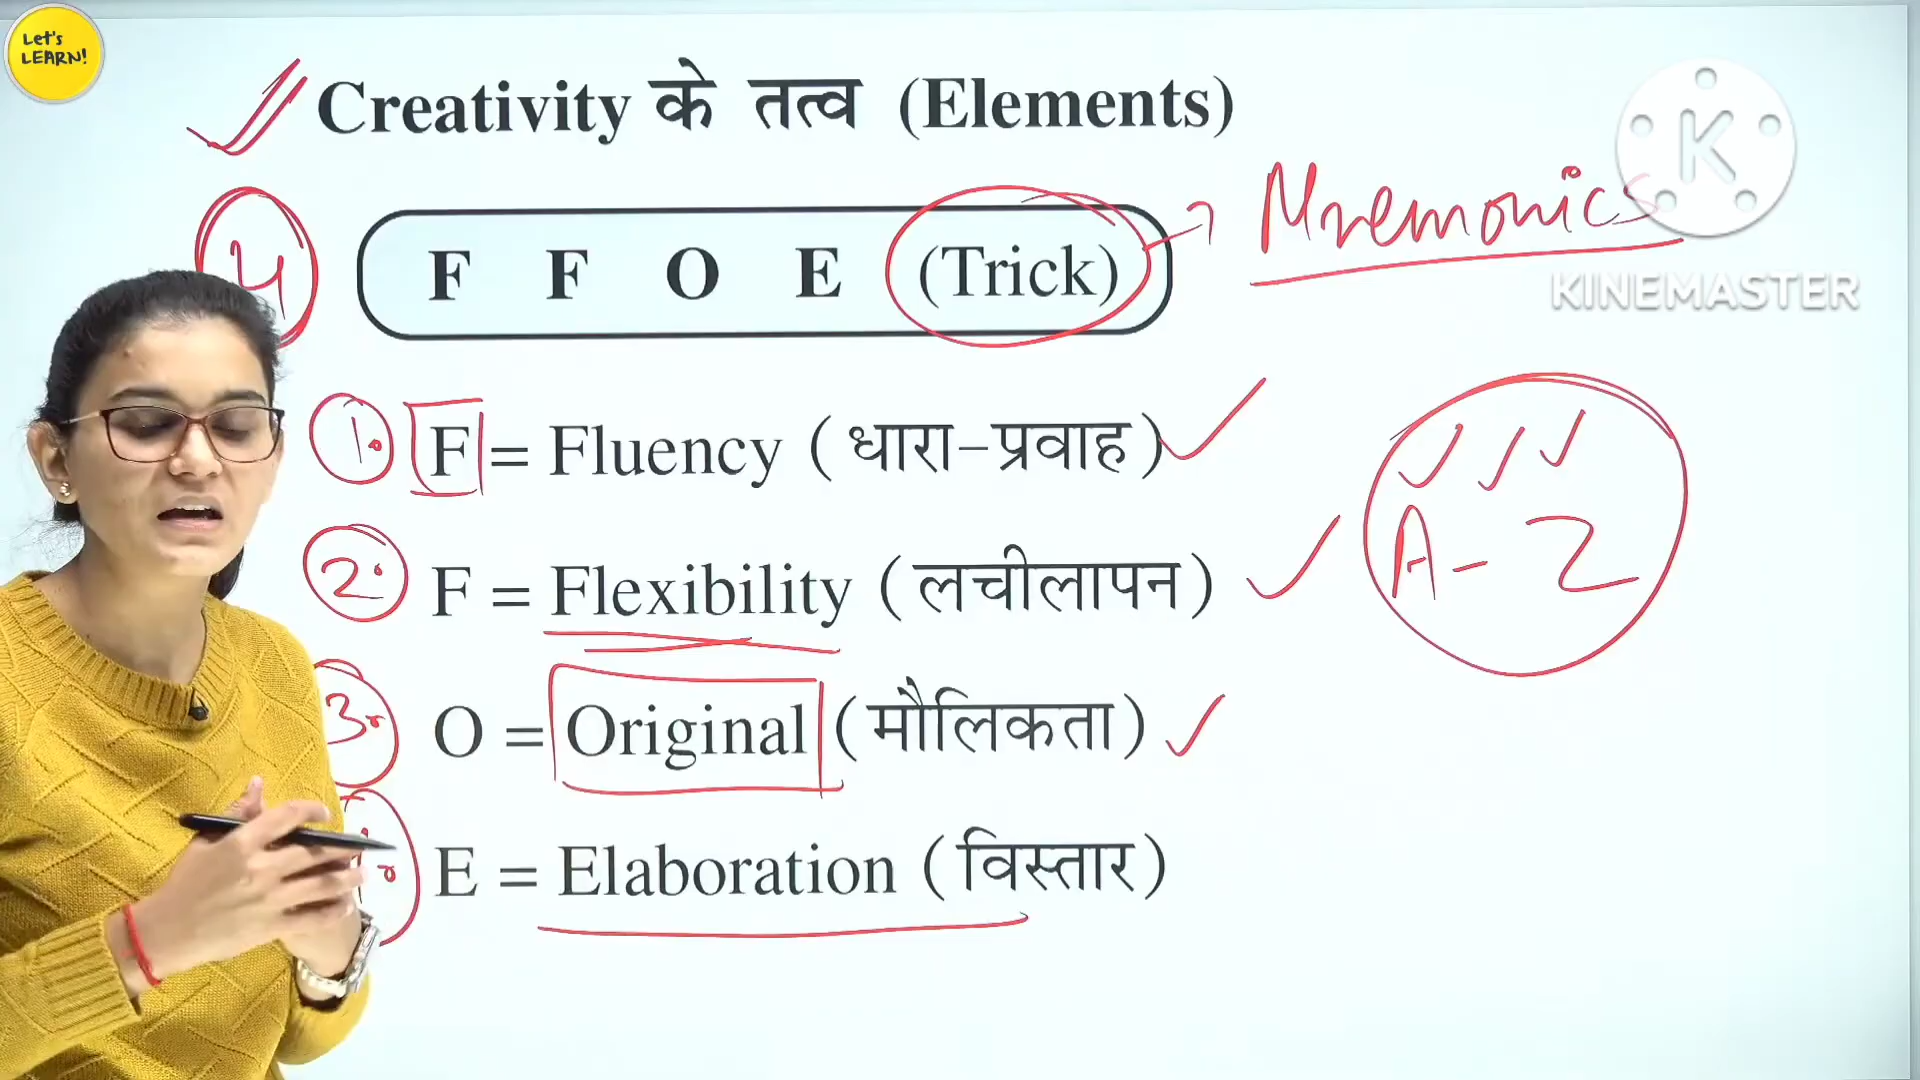 Let's
LEARN!
Creativity के तत्व (Elements)
4
F F O E (Trick)
Mnemonics
K
KINEMASTER
1. F = Fluency (धारा-प्रवाह)
A - Z
2. F = Flexibility (लचीलापन)
3. O = Original (मौलिकता)
E = Elaboration (विस्तार)